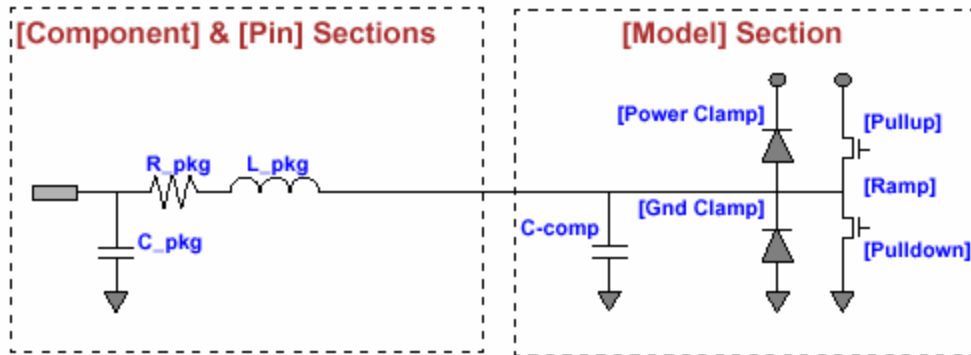 [Component] & [Pin] Sections
[Model] Section
[Power Clamp]
[Pullup]
R_pkg
L_pkg
[Ramp]
[Gnd Clamp]
C-comp
C_pkg
[Pulldown]